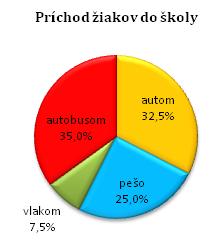 Príchod žiakov do školy
autom
32,5%
autobusom
35,0%
pešo
25,0%
vlakom
7,5%